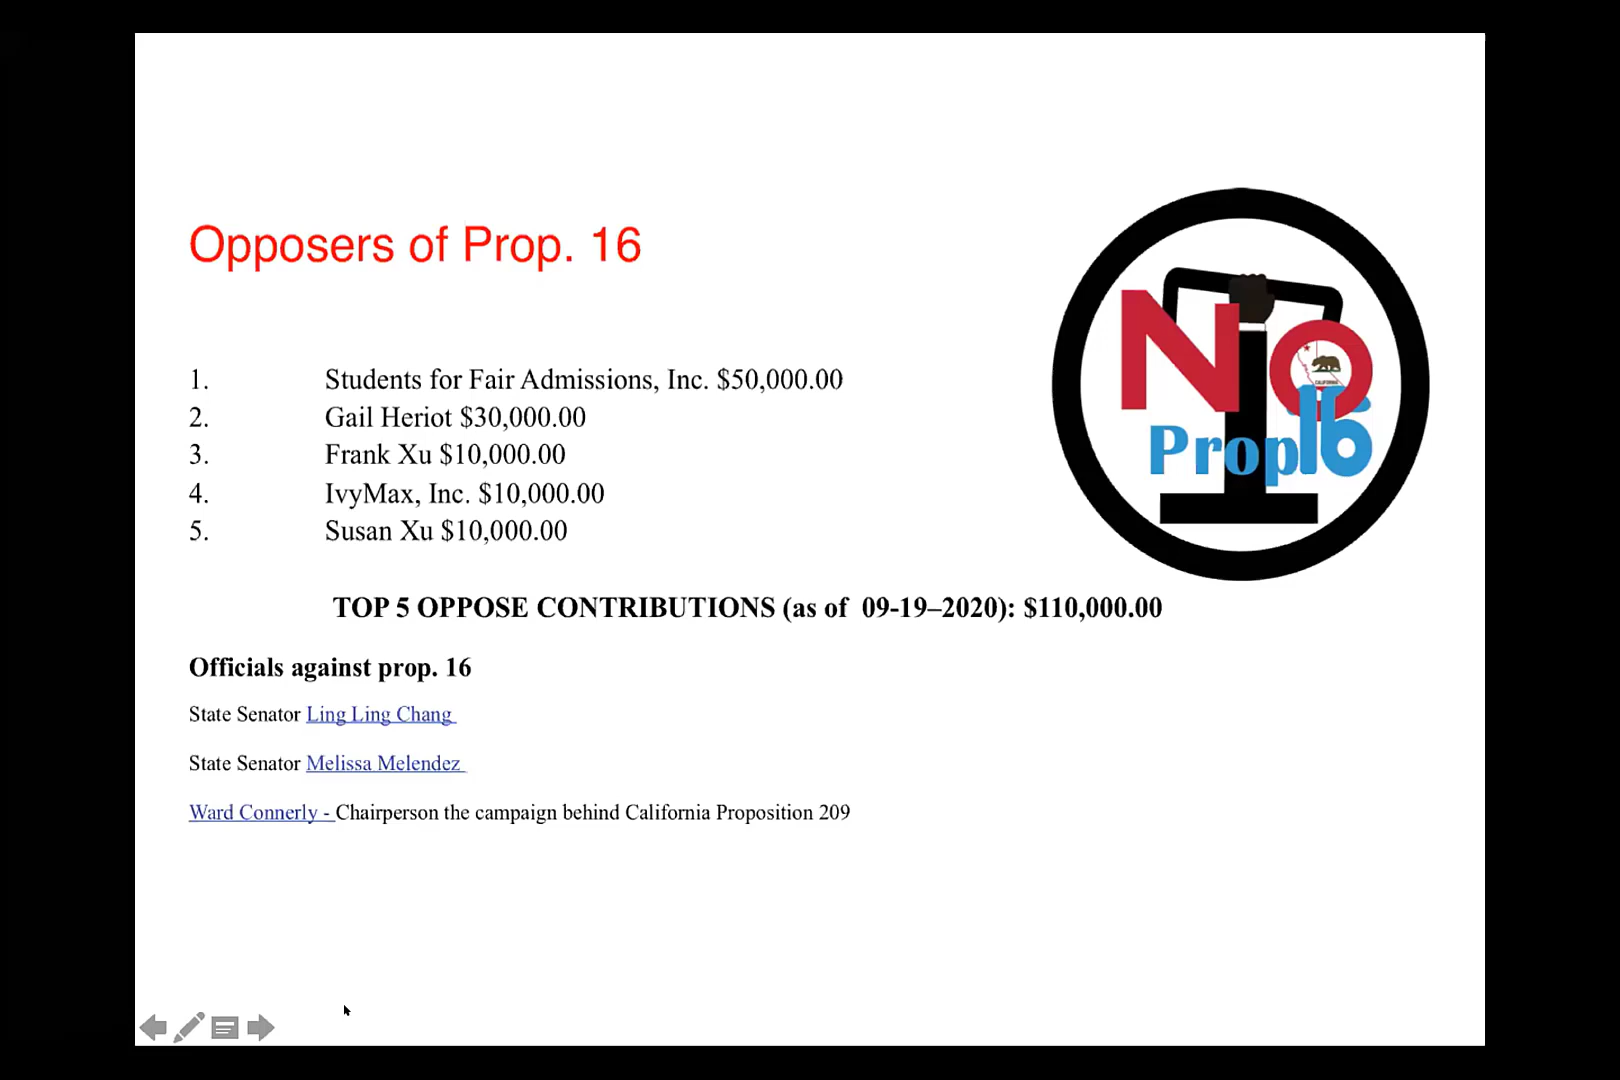 Opposers of Prop. 16
1. Students for Fair Admissions, Inc. $50,000.00
2. Gail Heriot $30,000.00
3. Frank Xu $10,000.00
4. IvyMax, Inc. $10,000.00
5. Susan Xu $10,000.00
TOP 5 OPPOSE CONTRIBUTIONS (as of 09-19–2020): $110,000.00
Officials against prop. 16
State Senator Ling Ling Chang
State Senator Melissa Melendez
Ward Connerly - Chairperson the campaign behind California Proposition 209
NO
CALIFORNIA
Prop16